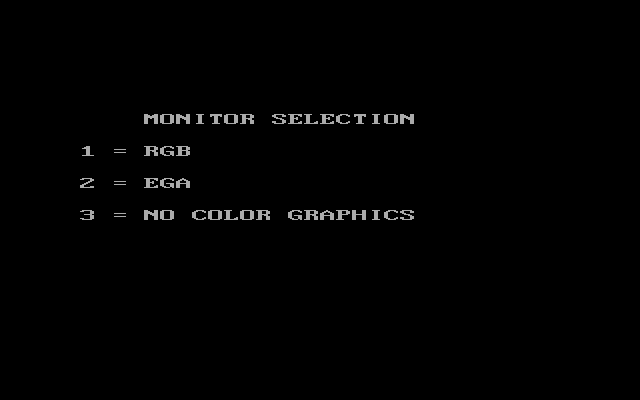 MONITOR SELECTION
1 = RGB
2 = EGA
3 = NO COLOR GRAPHICS